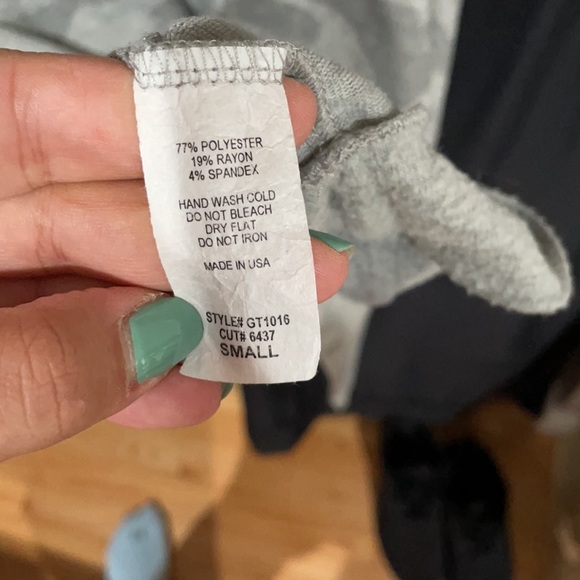 77% POLYESTER
19% RAYON
4% SPANDEX
HAND WASH COLD
DO NOT BLEACH
DRY FLAT
DO NOT IRON
MADE IN USA
STYLE# GT1016
CUT# 6437
SMALL